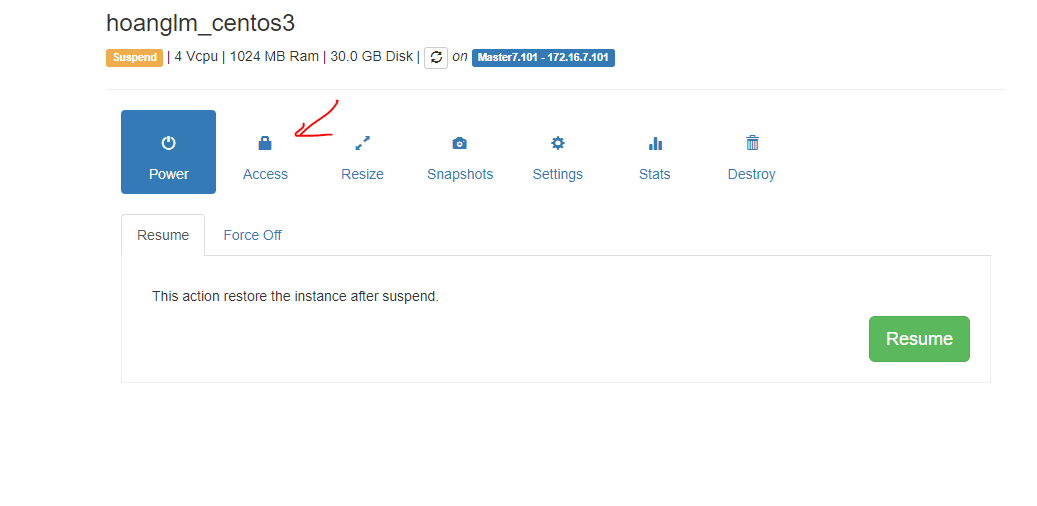 hoanglm_centos3
Suspend | 4 Vcpu | 1024 MB Ram | 30.0 GB Disk | on Master7.101 - 172.16.7.101
Power Access Resize Snapshots Settings Stats Destroy
Resume Force Off
This action restore the instance after suspend.
Resume